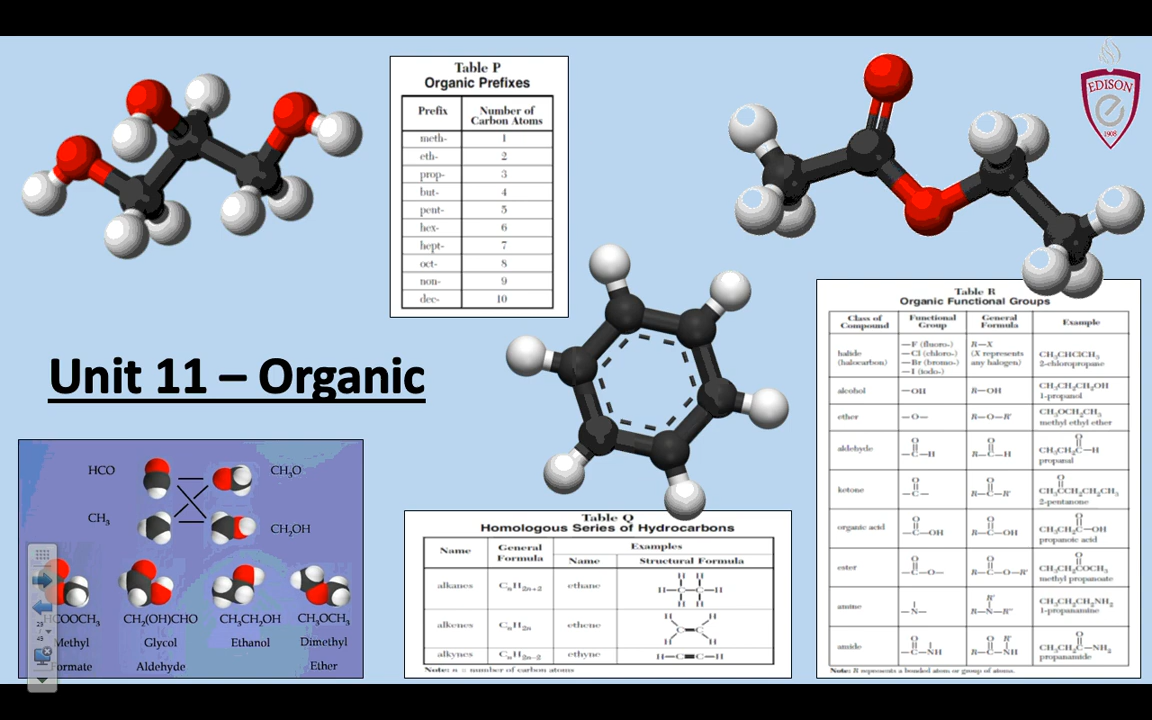 Table P
Organic Prefixes
Prefix Number of Carbon Atoms
meth- 1
eth- 2
prop- 3
but- 4
pent- 5
hex- 6
hept- 7
oct- 8
non- 9
dec- 10
EDISON
e
1908
Unit 11 – Organic
HCO CH₃O
CH₃ CH₂OH
HCOOCH₃ CH₂(OH)CHO CH₃CH₂OH CH₃OCH₃
Methyl Glycol Ethanol Dimethyl
Formate Aldehyde Ether
Table Q
Homologous Series of Hydrocarbons
Name General Formula Examples
Name Structural Formula
alkanes CₙH₂ₙ₊₂ ethane
H H
H—C—C—H
H H
alkenes CₙH₂ₙ ethene
H H
C=C
H H
alkynes CₙH₂ₙ₋₂ ethyne H—C≡C—H
Note: n = number of carbon atoms
Table R
Organic Functional Groups
Class of Compound Functional Group General Formula Example
halide (halocarbon) —F (fluoro-) —Cl (chloro-) —Br (bromo-) —I (iodo-) R—X (X represents any halogen) CH₃CHClCH₃ 2-chloropropane
alcohol —OH R—OH CH₃CH₂CH₂OH 1-propanol
ether —O— R—O—R′ CH₃OCH₂CH₃ methyl ethyl ether
aldehyde O —C—H O R—C—H O CH₃CH₂C—H propanal
ketone O —C— O R—C—R′ O CH₃CCH₂CH₂CH₃ 2-pentanone
organic acid O —C—OH O R—C—OH O CH₃CH₂C—OH propanoic acid
ester O —C—O— O R—C—O—R′ O CH₃CH₂COCH₃ methyl propanoate
amine —N— R′ R—N—R″ CH₃CH₂CH₂NH₂ 1-propanamine
amide O —C—NH O R′ R—C—NH O CH₃CH₂C—NH₂ propanamide
Note: R represents a bonded atom or group of atoms.